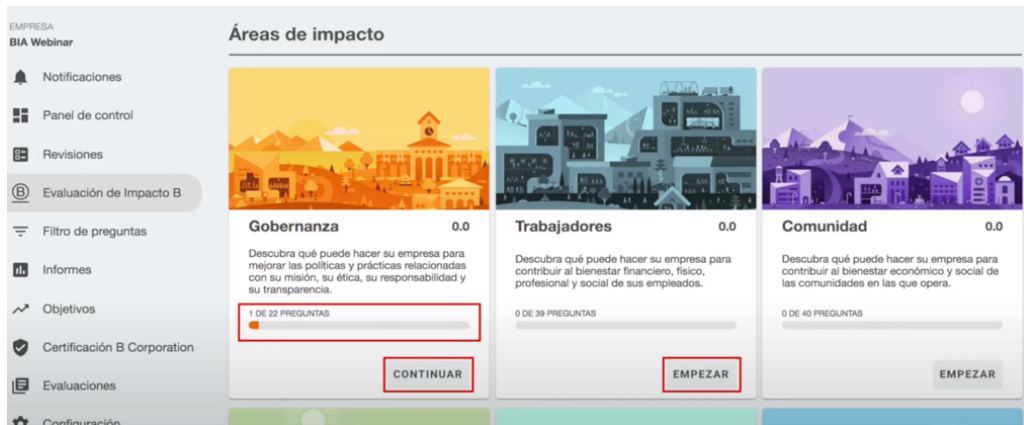 EMPRESA
BIA Webinar
Notificaciones
Panel de control
Revisiones
Evaluación de Impacto B
Filtro de preguntas
Informes
Objetivos
Certificación B Corporation
Evaluaciones
Configuración
Áreas de impacto
Gobernanza 0.0
Descubra qué puede hacer su empresa para
mejorar las políticas y prácticas relacionadas
con su misión, su ética, su responsabilidad y
su transparencia.
1 DE 22 PREGUNTAS
CONTINUAR
Trabajadores 0.0
Descubra qué puede hacer su empresa para
contribuir al bienestar financiero, físico,
profesional y social de sus empleados.
0 DE 39 PREGUNTAS
EMPEZAR
Comunidad 0.0
Descubra qué puede hacer su empresa para
contribuir al bienestar económico y social de
las comunidades en las que opera.
0 DE 40 PREGUNTAS
EMPEZAR